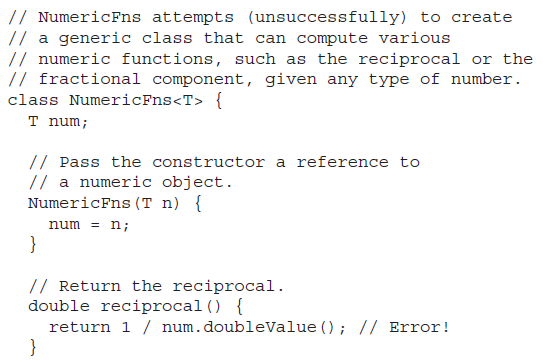 // NumericFns attempts (unsuccessfully) to create
// a generic class that can compute various
// numeric functions, such as the reciprocal or the
// fractional component, given any type of number.
class NumericFns<T> {
  T num;

  // Pass the constructor a reference to
  // a numeric object.
  NumericFns(T n) {
    num = n;
  }

  // Return the reciprocal.
  double reciprocal() {
    return 1 / num.doubleValue(); // Error!
  }